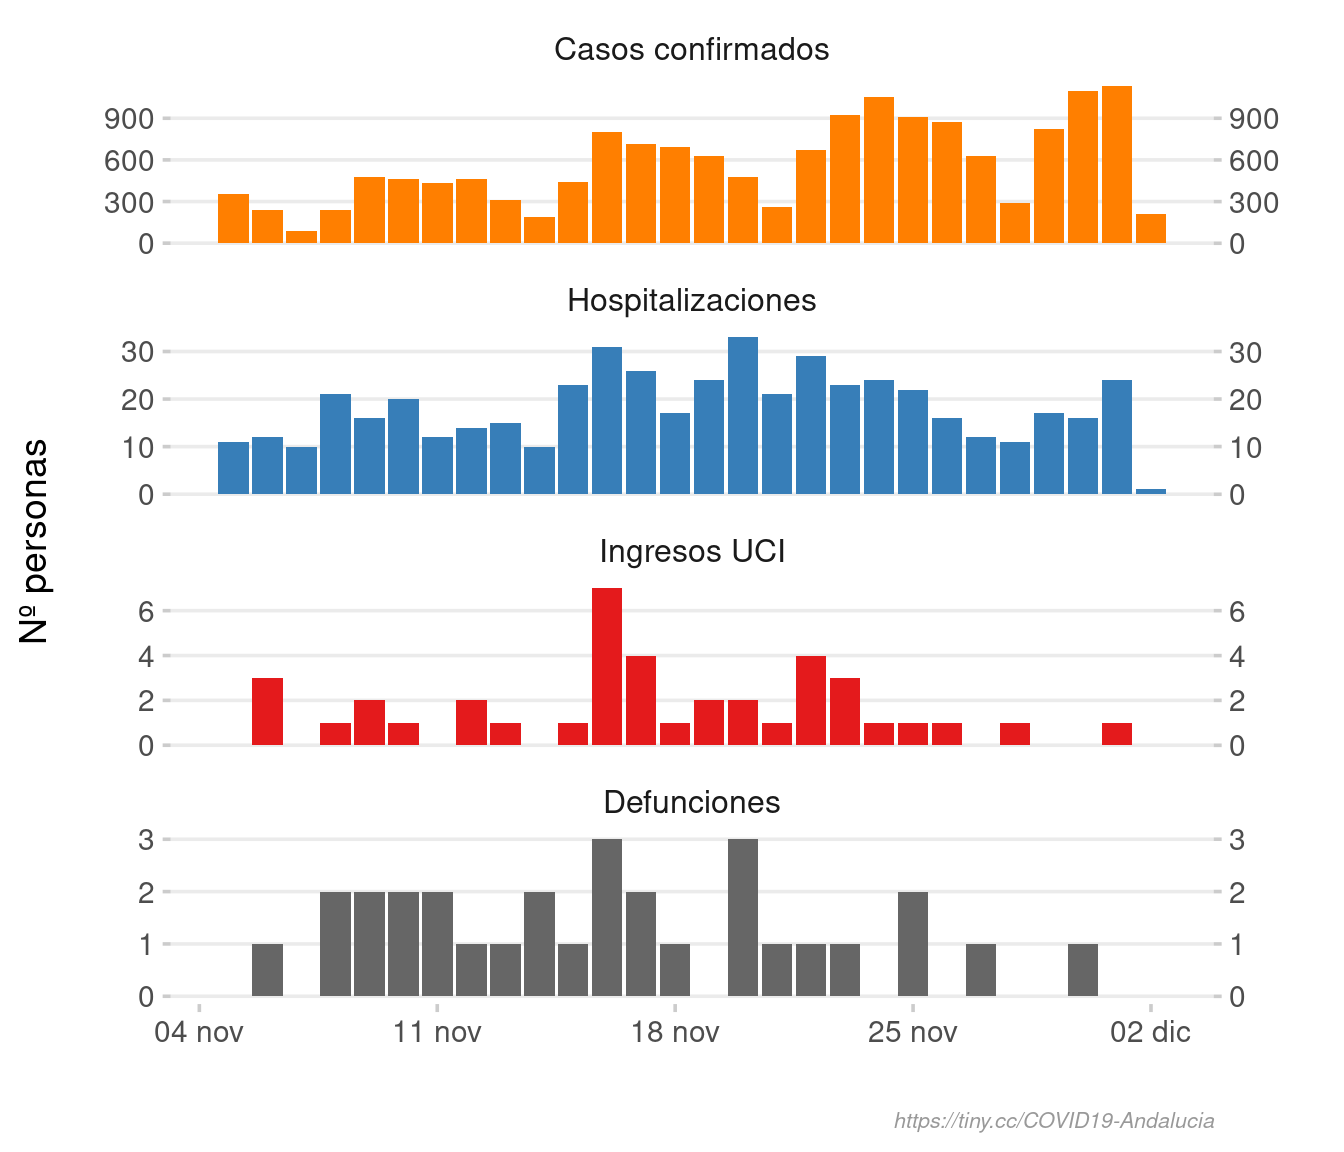 Casos confirmados
900 900
600 600
300 300
0 0
Hospitalizaciones
30 30
20 20
10 10
0 0
Nº personas
Ingresos UCI
6 6
4 4
2 2
0 0
Defunciones
3 3
2 2
1 1
0 0
04 nov 11 nov 18 nov 25 nov 02 dic
https://tiny.cc/COVID19-Andalucia